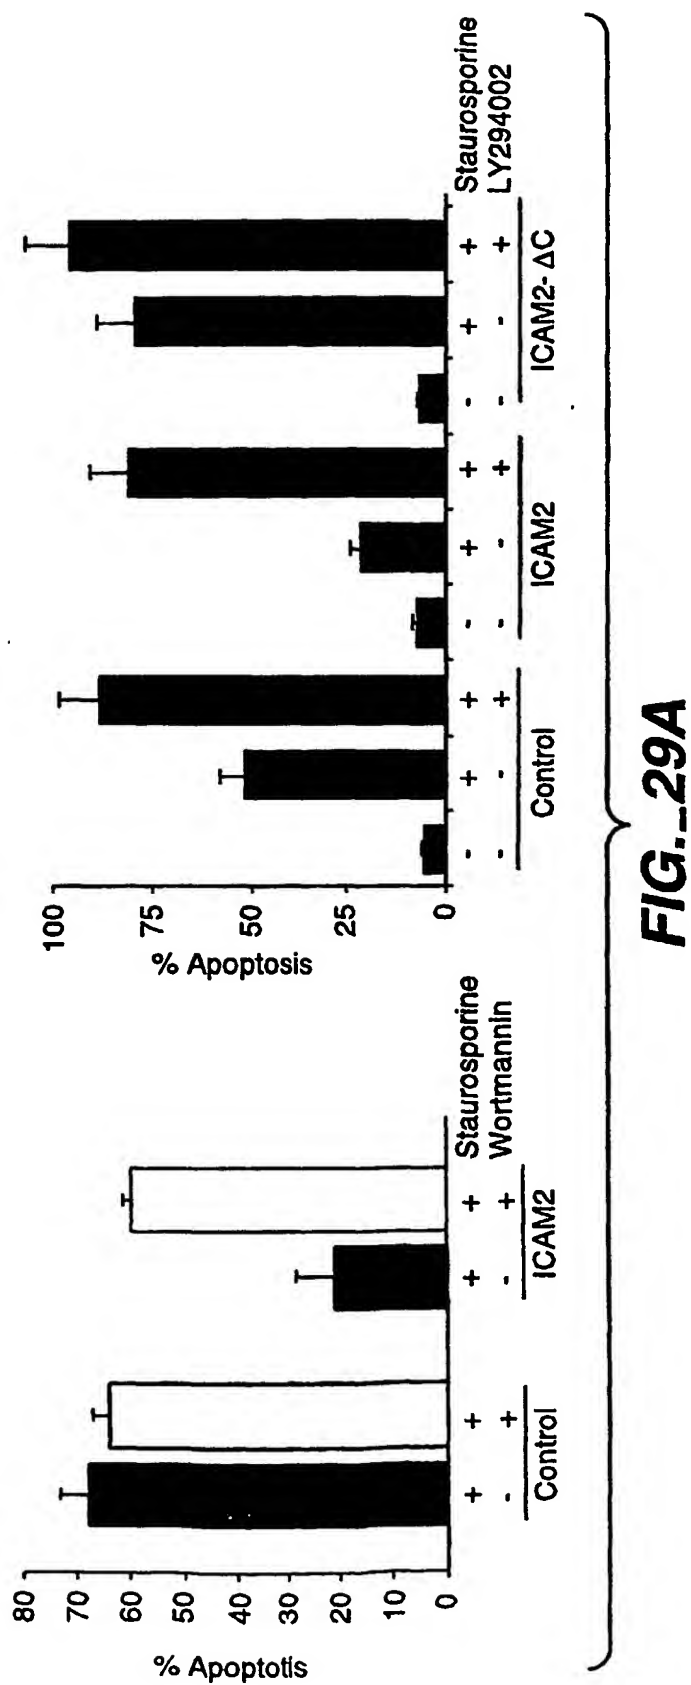 % Apoptotis
80
70
60
50
40
30
20
10
0
+ + + + Staurosporine
- + - + Wortmannin
Control ICAM2
% Apoptosis
100
75
50
25
0
- + + - + + - + + Staurosporine
- - + - - + - - + LY294002
Control ICAM2 ICAM2- ΔC
FIG._29A